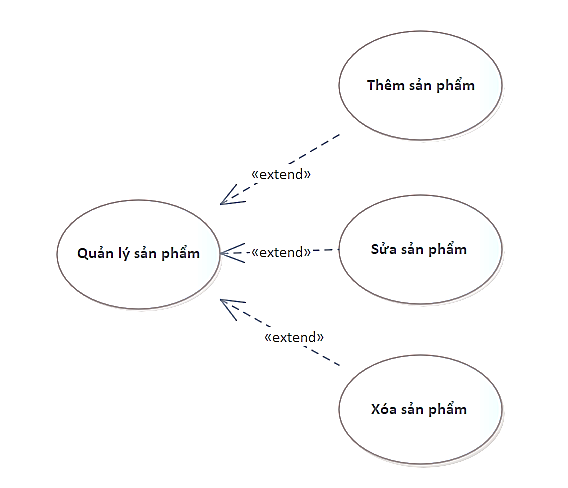 Thêm sản phẩm
«extend»
Quản lý sản phẩm
«extend»
Sửa sản phẩm
«extend»
Xóa sản phẩm